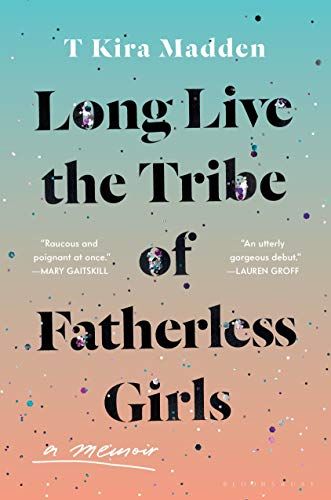 T Kira Madden
Long Live
the Tribe
"Raucous and
poignant at once."
—MARY GAITSKILL
of
"An utterly
gorgeous debut."
—LAUREN GROFF
Fatherless
Girls
a memoir
BLOOMSBURY